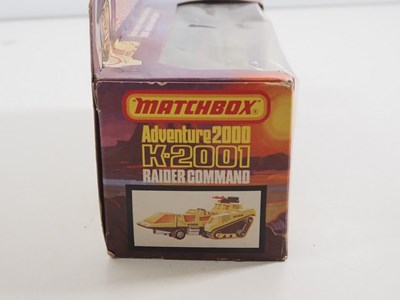 MATCHBOX
Adventure 2000
K-2001
RAIDER COMMAND